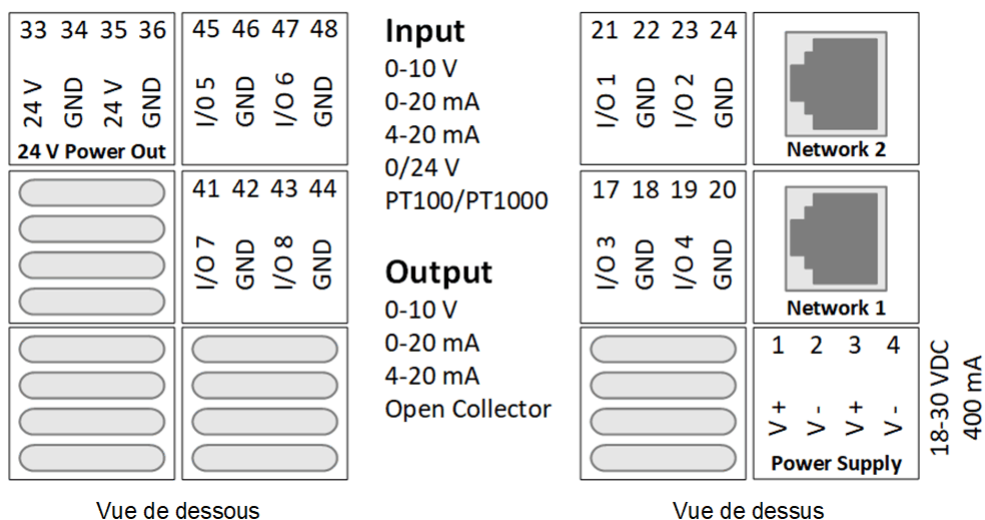 33 34 35 36
24 V GND 24 V GND
24 V Power Out
45 46 47 48
I/O 5 GND I/O 6 GND
41 42 43 44
I/O 7 GND I/O 8 GND
Vue de dessous
Input
0-10 V
0-20 mA
4-20 mA
0/24 V
PT100/PT1000
Output
0-10 V
0-20 mA
4-20 mA
Open Collector
21 22 23 24
I/O 1 GND I/O 2 GND
Network 2
17 18 19 20
I/O 3 GND I/O 4 GND
Network 1
1 2 3 4
V + V - V + V -
Power Supply
18-30 VDC
400 mA
Vue de dessus